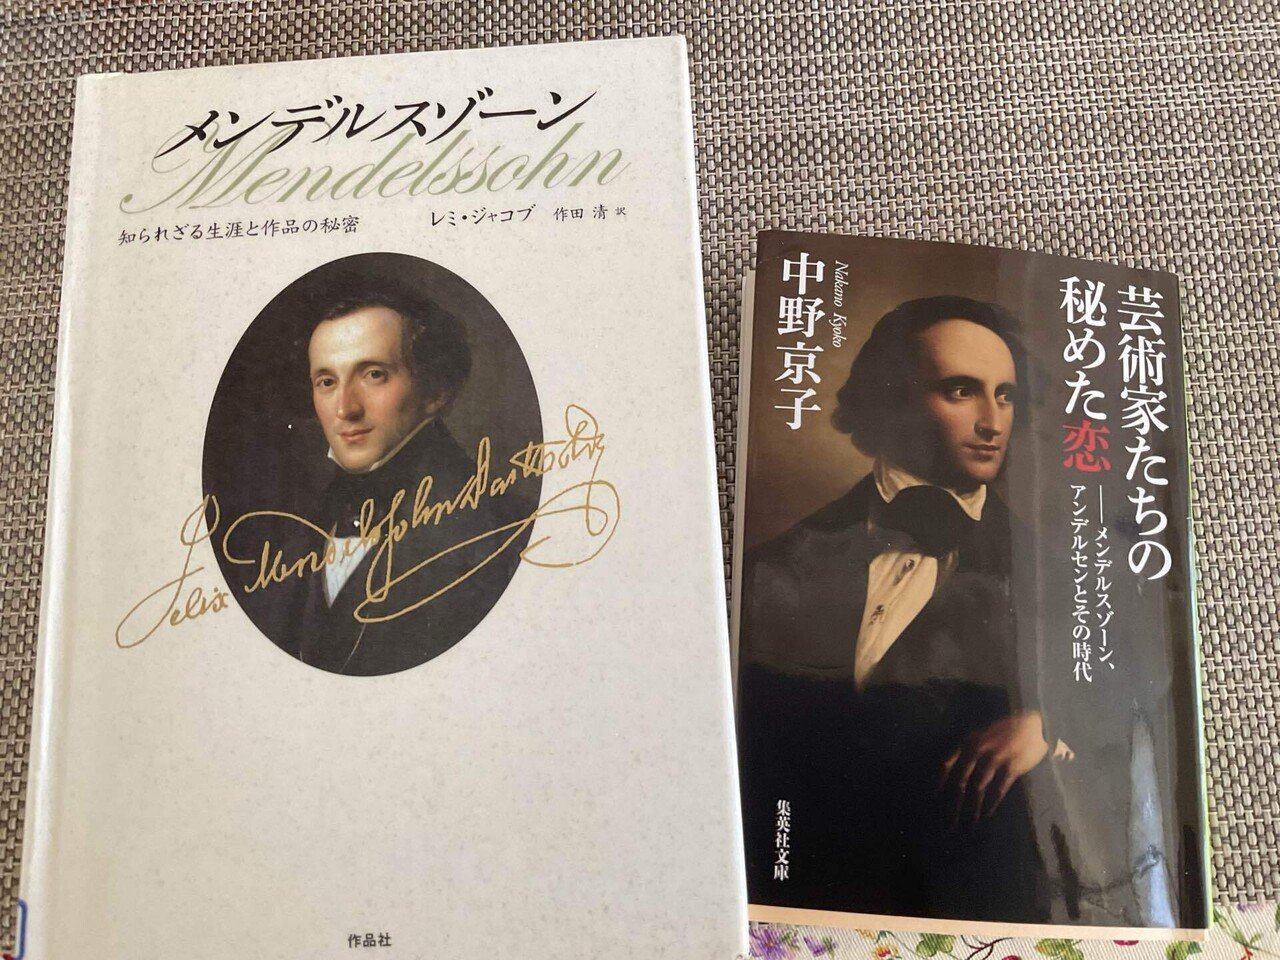 メンデルスゾーン
Mendelssohn
知られざる生涯と作品の秘密
レミ・ジャコブ 作田 清 訳
Felix Mendelssohn Bartholdy
作品社
芸術家たちの
秘めた恋
──メンデルスゾーン、
アンデルセンとその時代
Nakano Kyoko
中野京子
集英社文庫